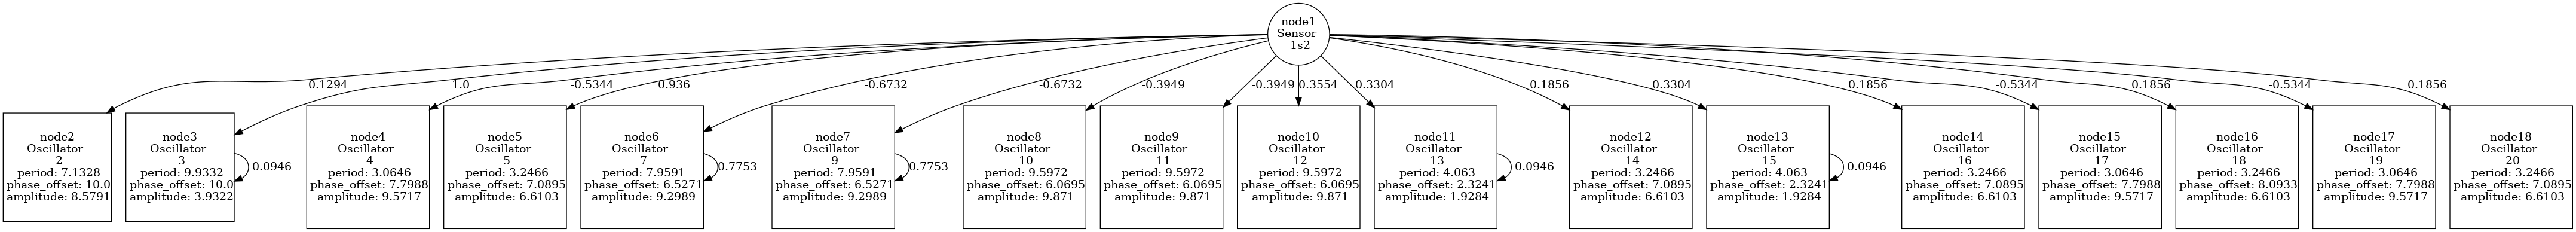 node1
Sensor
1s2
0.1294
1.0
-0.5344
0.936
-0.6732
-0.6732
-0.3949
-0.3949
0.3554
0.3304
0.1856
0.3304
0.1856
-0.5344
0.1856
-0.5344
0.1856
node2
Oscillator
2
period: 7.1328
phase_offset: 10.0
amplitude: 8.5791
node3
Oscillator
3
period: 9.9332
phase_offset: 10.0
amplitude: 3.9322
-0.0946
node4
Oscillator
4
period: 3.0646
phase_offset: 7.7988
amplitude: 9.5717
node5
Oscillator
5
period: 3.2466
phase_offset: 7.0895
amplitude: 6.6103
node6
Oscillator
7
period: 7.9591
phase_offset: 6.5271
amplitude: 9.2989
0.7753
node7
Oscillator
9
period: 7.9591
phase_offset: 6.5271
amplitude: 9.2989
0.7753
node8
Oscillator
10
period: 9.5972
phase_offset: 6.0695
amplitude: 9.871
node9
Oscillator
11
period: 9.5972
phase_offset: 6.0695
amplitude: 9.871
node10
Oscillator
12
period: 9.5972
phase_offset: 6.0695
amplitude: 9.871
node11
Oscillator
13
period: 4.063
phase_offset: 2.3241
amplitude: 1.9284
-0.0946
node12
Oscillator
14
period: 3.2466
phase_offset: 7.0895
amplitude: 6.6103
node13
Oscillator
15
period: 4.063
phase_offset: 2.3241
amplitude: 1.9284
-0.0946
node14
Oscillator
16
period: 3.2466
phase_offset: 7.0895
amplitude: 6.6103
node15
Oscillator
17
period: 3.0646
phase_offset: 7.7988
amplitude: 9.5717
node16
Oscillator
18
period: 3.2466
phase_offset: 8.0933
amplitude: 6.6103
node17
Oscillator
19
period: 3.0646
phase_offset: 7.7988
amplitude: 9.5717
node18
Oscillator
20
period: 3.2466
phase_offset: 7.0895
amplitude: 6.6103